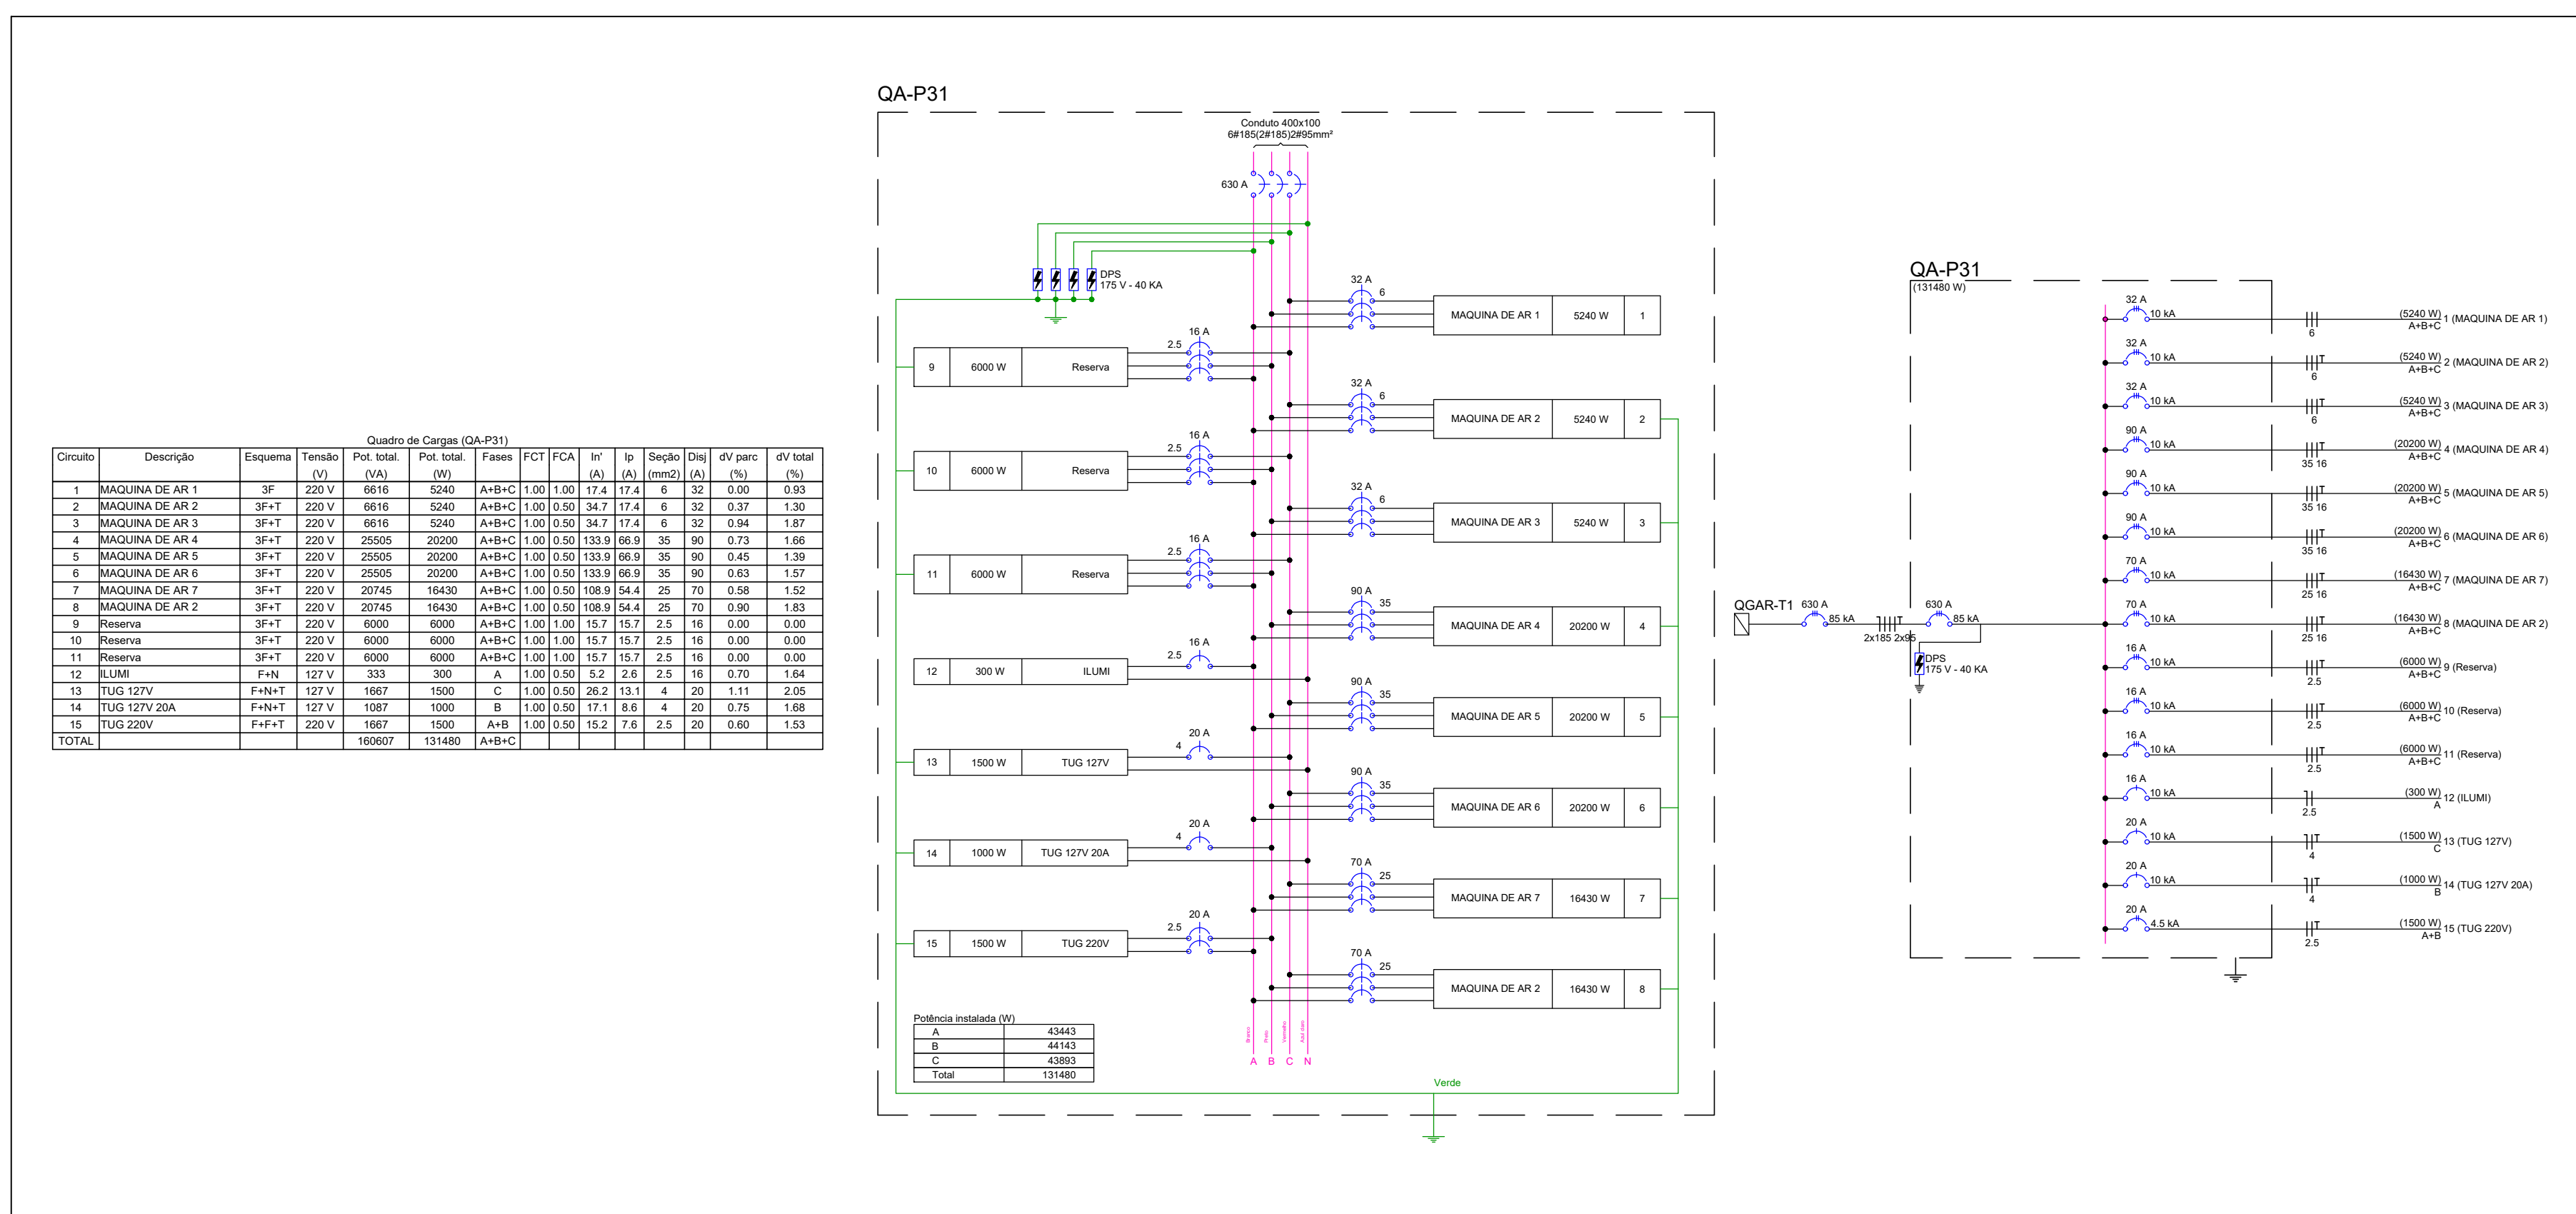 Quadro de Cargas (QA-P31)
Circuito Descrição Esquema Tensão Pot. total. Pot. total. Fases FCT FCA In' Ip Seção Disj dV parc dV total
(V) (VA) (W) (A) (A) (mm2) (A) (%) (%)
1 MAQUINA DE AR 1 3F 220 V 6616 5240 A+B+C 1.00 1.00 17.4 17.4 6 32 0.00 0.93
2 MAQUINA DE AR 2 3F+T 220 V 6616 5240 A+B+C 1.00 0.50 34.7 17.4 6 32 0.37 1.30
3 MAQUINA DE AR 3 3F+T 220 V 6616 5240 A+B+C 1.00 0.50 34.7 17.4 6 32 0.94 1.87
4 MAQUINA DE AR 4 3F+T 220 V 25505 20200 A+B+C 1.00 0.50 133.9 66.9 35 90 0.73 1.66
5 MAQUINA DE AR 5 3F+T 220 V 25505 20200 A+B+C 1.00 0.50 133.9 66.9 35 90 0.45 1.39
6 MAQUINA DE AR 6 3F+T 220 V 25505 20200 A+B+C 1.00 0.50 133.9 66.9 35 90 0.63 1.57
7 MAQUINA DE AR 7 3F+T 220 V 20745 16430 A+B+C 1.00 0.50 108.9 54.4 25 70 0.58 1.52
8 MAQUINA DE AR 2 3F+T 220 V 20745 16430 A+B+C 1.00 0.50 108.9 54.4 25 70 0.90 1.83
9 Reserva 3F+T 220 V 6000 6000 A+B+C 1.00 1.00 15.7 15.7 2.5 16 0.00 0.00
10 Reserva 3F+T 220 V 6000 6000 A+B+C 1.00 1.00 15.7 15.7 2.5 16 0.00 0.00
11 Reserva 3F+T 220 V 6000 6000 A+B+C 1.00 1.00 15.7 15.7 2.5 16 0.00 0.00
12 ILUMI F+N 127 V 333 300 A 1.00 0.50 5.2 2.6 2.5 16 0.70 1.64
13 TUG 127V F+N+T 127 V 1667 1500 C 1.00 0.50 26.2 13.1 4 20 1.11 2.05
14 TUG 127V 20A F+N+T 127 V 1087 1000 B 1.00 0.50 17.1 8.6 4 20 0.75 1.68
15 TUG 220V F+F+T 220 V 1667 1500 A+B 1.00 0.50 15.2 7.6 2.5 20 0.60 1.53
TOTAL 160607 131480 A+B+C
QA-P31
Conduto 400x100
6#185(2#185)2#95mm²
630 A
DPS
175 V - 40 KA
32 A
6
MAQUINA DE AR 1 5240 W 1
16 A
2.5
9 6000 W Reserva
32 A
6
MAQUINA DE AR 2 5240 W 2
16 A
2.5
10 6000 W Reserva
32 A
6
MAQUINA DE AR 3 5240 W 3
16 A
2.5
11 6000 W Reserva
90 A
35
MAQUINA DE AR 4 20200 W 4
16 A
2.5
12 300 W ILUMI
90 A
35
MAQUINA DE AR 5 20200 W 5
20 A
4
13 1500 W TUG 127V
90 A
35
MAQUINA DE AR 6 20200 W 6
20 A
4
14 1000 W TUG 127V 20A
70 A
25
MAQUINA DE AR 7 16430 W 7
20 A
2.5
15 1500 W TUG 220V
70 A
25
MAQUINA DE AR 2 16430 W 8
Potência instalada (W)
A 43443
B 44143
C 43893
Total 131480
Branco Preto Vermelho Azul claro
A B C N
Verde
QA-P31
(131480 W)
QGAR-T1 630 A 85 kA
2x185 2x95
630 A 85 kA
DPS
175 V - 40 KA
32 A
10 kA
6
(5240 W) 1 (MAQUINA DE AR 1)
A+B+C
32 A
10 kA
T
6
(5240 W) 2 (MAQUINA DE AR 2)
A+B+C
32 A
10 kA
T
6
(5240 W) 3 (MAQUINA DE AR 3)
A+B+C
90 A
10 kA
T
35 16
(20200 W) 4 (MAQUINA DE AR 4)
A+B+C
90 A
10 kA
T
35 16
(20200 W) 5 (MAQUINA DE AR 5)
A+B+C
90 A
10 kA
T
35 16
(20200 W) 6 (MAQUINA DE AR 6)
A+B+C
70 A
10 kA
T
25 16
(16430 W) 7 (MAQUINA DE AR 7)
A+B+C
70 A
10 kA
T
25 16
(16430 W) 8 (MAQUINA DE AR 2)
A+B+C
16 A
10 kA
T
2.5
(6000 W) 9 (Reserva)
A+B+C
16 A
10 kA
T
2.5
(6000 W) 10 (Reserva)
A+B+C
16 A
10 kA
T
2.5
(6000 W) 11 (Reserva)
A+B+C
16 A
10 kA
2.5
(300 W) 12 (ILUMI)
A
20 A
10 kA
T
4
(1500 W) 13 (TUG 127V)
C
20 A
10 kA
T
4
(1000 W) 14 (TUG 127V 20A)
B
20 A
4.5 kA
T
2.5
(1500 W) 15 (TUG 220V)
A+B